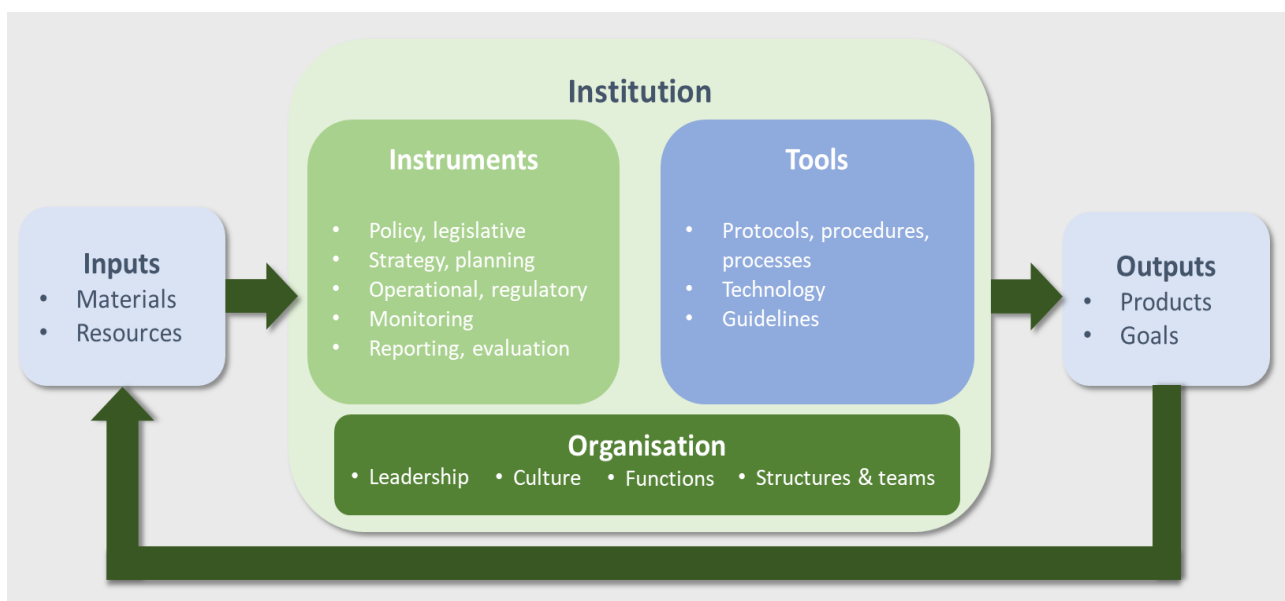 Institution
Instruments
• Policy, legislative
• Strategy, planning
• Operational, regulatory
• Monitoring
• Reporting, evaluation
Tools
• Protocols, procedures,
processes
• Technology
• Guidelines
Organisation
• Leadership • Culture • Functions • Structures & teams
Inputs
• Materials
• Resources
Outputs
• Products
• Goals